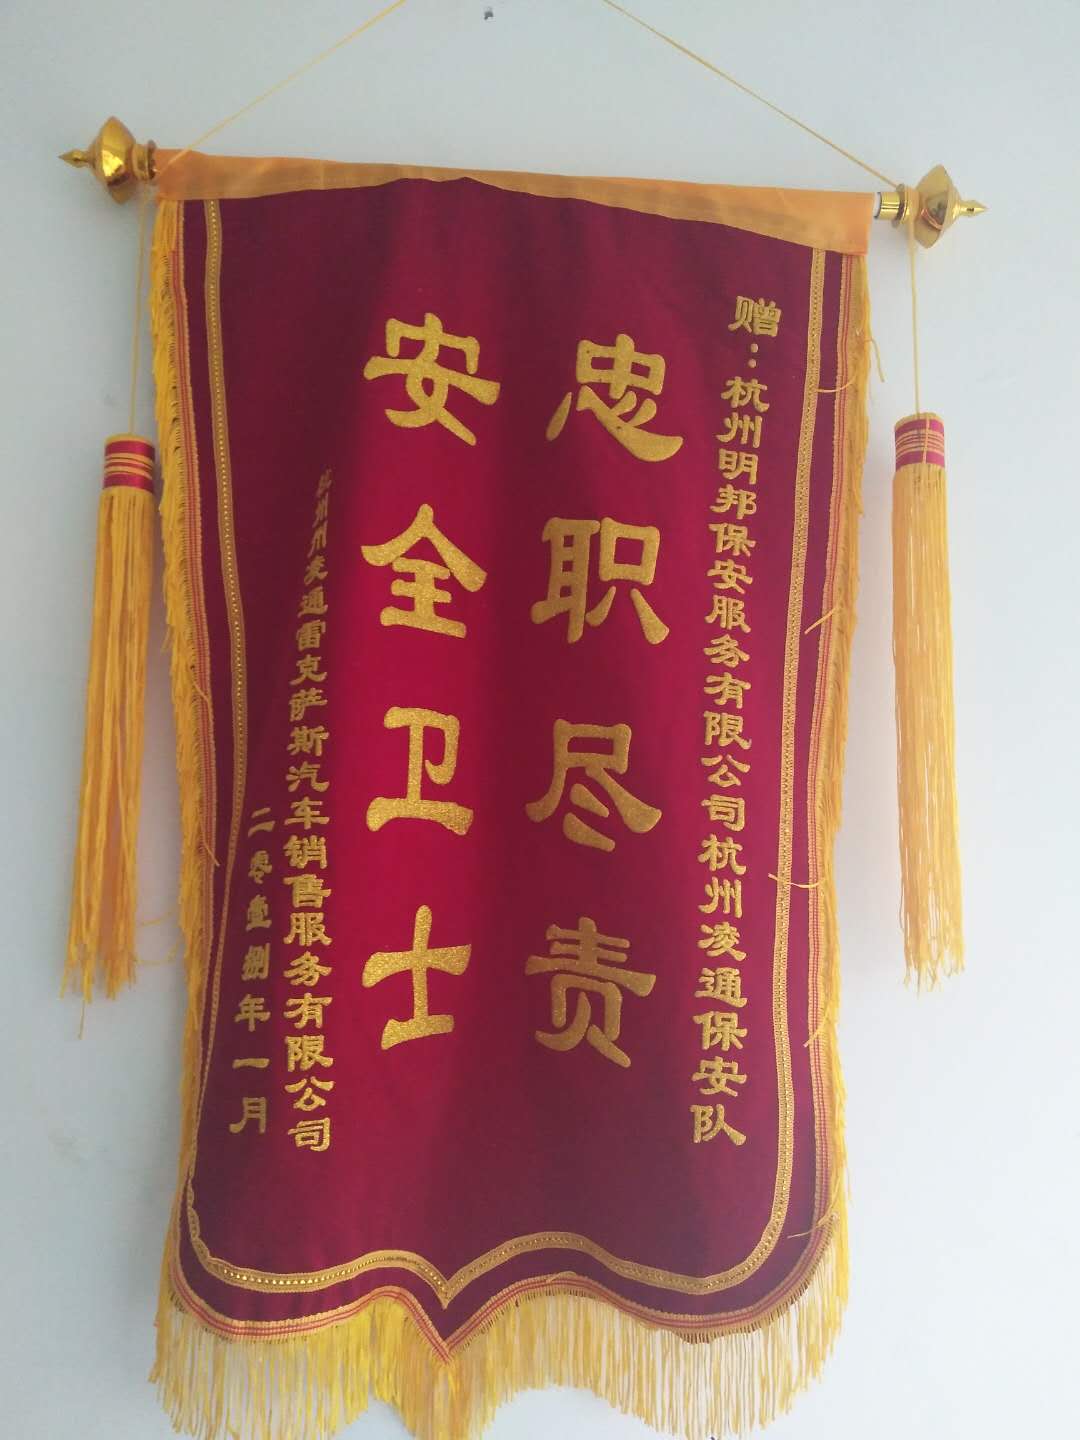 赠：杭州明邦保安服务有限公司杭州凌通保安队
忠职尽责
安全卫士
杭州爪炗通雷克萨斯汽车销售服务有限公司
二零壹捌年一月